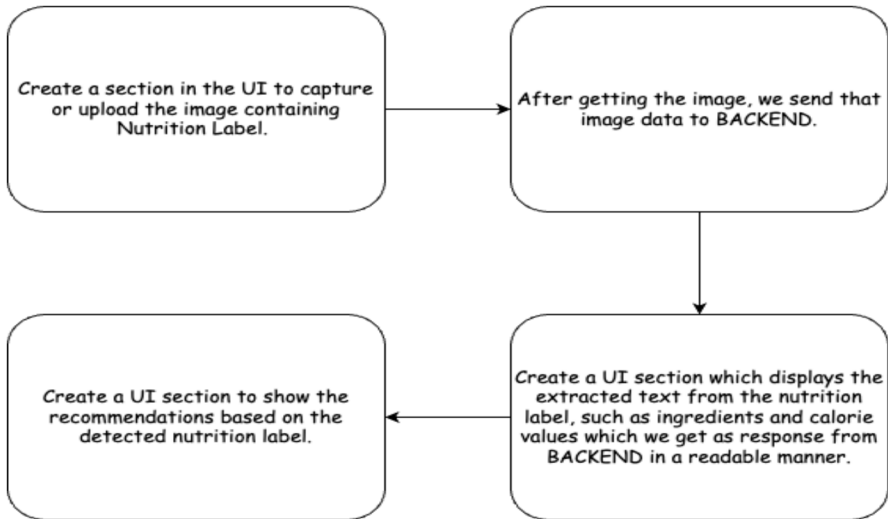 Create a section in the UI to capture
or upload the image containing
Nutrition Label.
After getting the image, we send that
image data to BACKEND.
Create a UI section which displays the
extracted text from the nutrition
label, such as ingredients and calorie
values which we get as response from
BACKEND in a readable manner.
Create a UI section to show the
recommendations based on the
detected nutrition label.